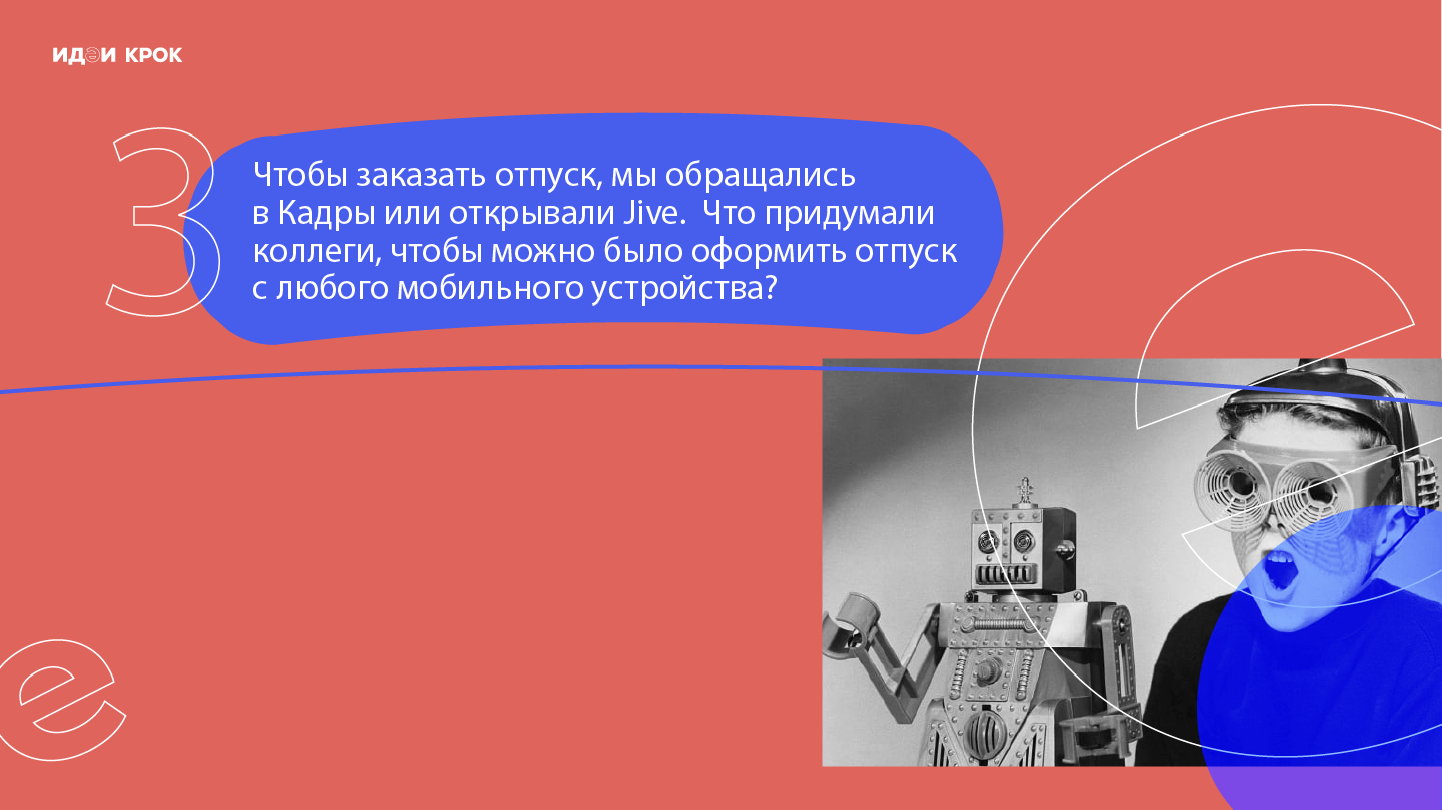 ИДеИ КРОК
3
Чтобы заказать отпуск, мы обращались
в Кадры или открывали Jive.  Что придумали
коллеги, чтобы можно было оформить отпуск
с любого мобильного устройства?
е
е